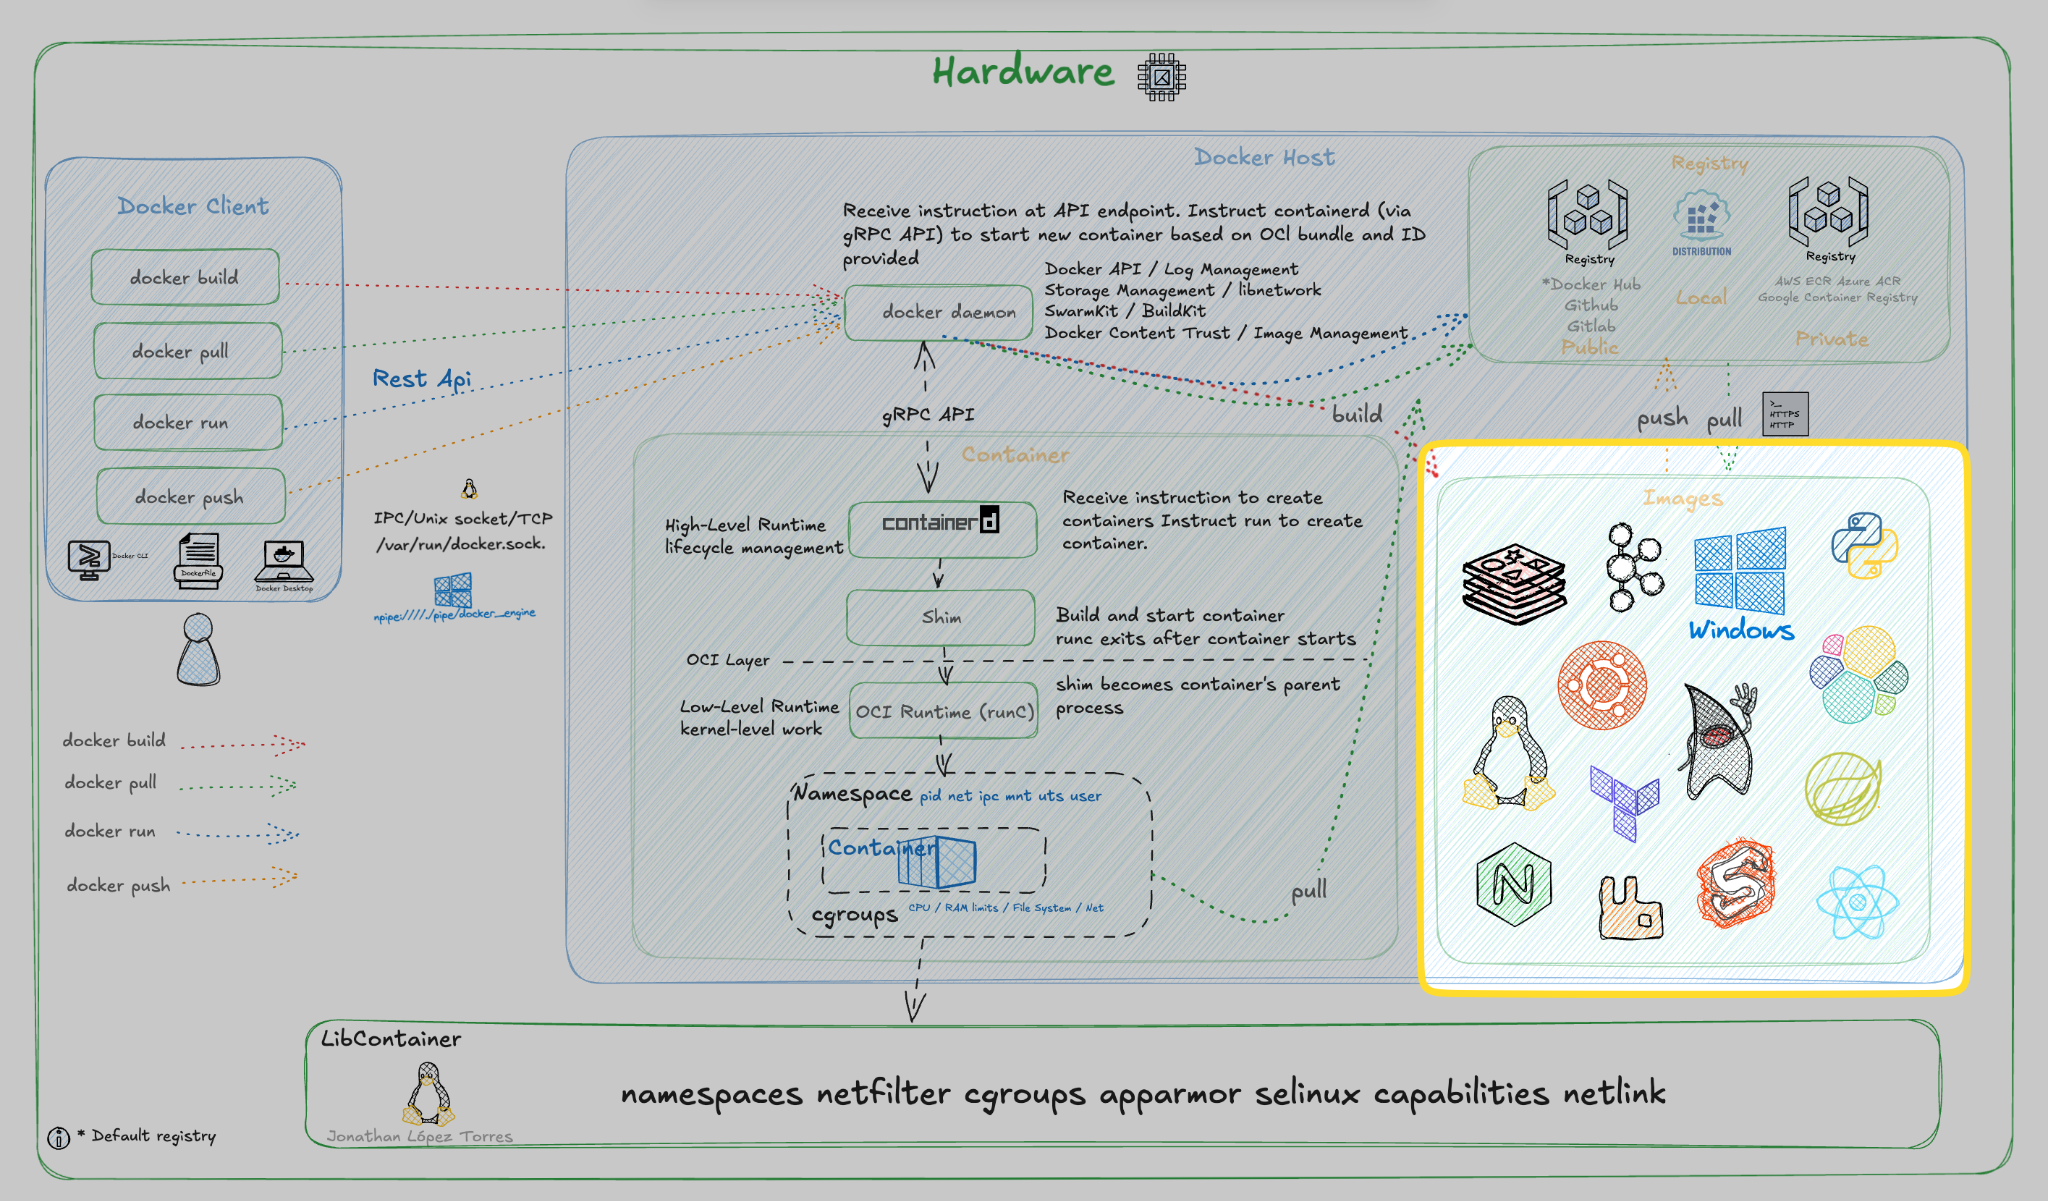 Hardware
Docker Client
docker build
docker pull
docker run
docker push
Docker CLI
Dockerfile
Docker Desktop
Rest Api
IPC/Unix socket/TCP
/var/run/docker.sock.
npipe:////./pipe/docker_engine
docker build
docker pull
docker run
docker push
Docker Host
Receive instruction at API endpoint. Instruct containerd (via
gRPC API) to start new container based on OCI bundle and ID
provided
docker daemon
Docker API / Log Management
Storage Management / libnetwork
SwarmKit / BuildKit
Docker Content Trust / Image Management
gRPC API
build
Registry
Registry
DISTRIBUTION
Registry
*Docker Hub
Github
Gitlab
Public
Local
AWS ECR Azure ACR
Google Container Registry
Private
push
pull
>_
HTTPS
HTTP
Container
High-Level Runtime
lifecycle management
containerd
Receive instruction to create
containers Instruct run to create
container.
Shim
Build and start container
runc exits after container starts
OCI Layer
Low-Level Runtime
kernel-level work
OCI Runtime (runC)
shim becomes container's parent
process
Namespace
pid net ipc mnt uts user
Container
cgroups
CPU / RAM limits / File System / Net
pull
Images
Windows
LibContainer
namespaces netfilter cgroups apparmor selinux capabilities netlink
Jonathan López Torres
* Default registry